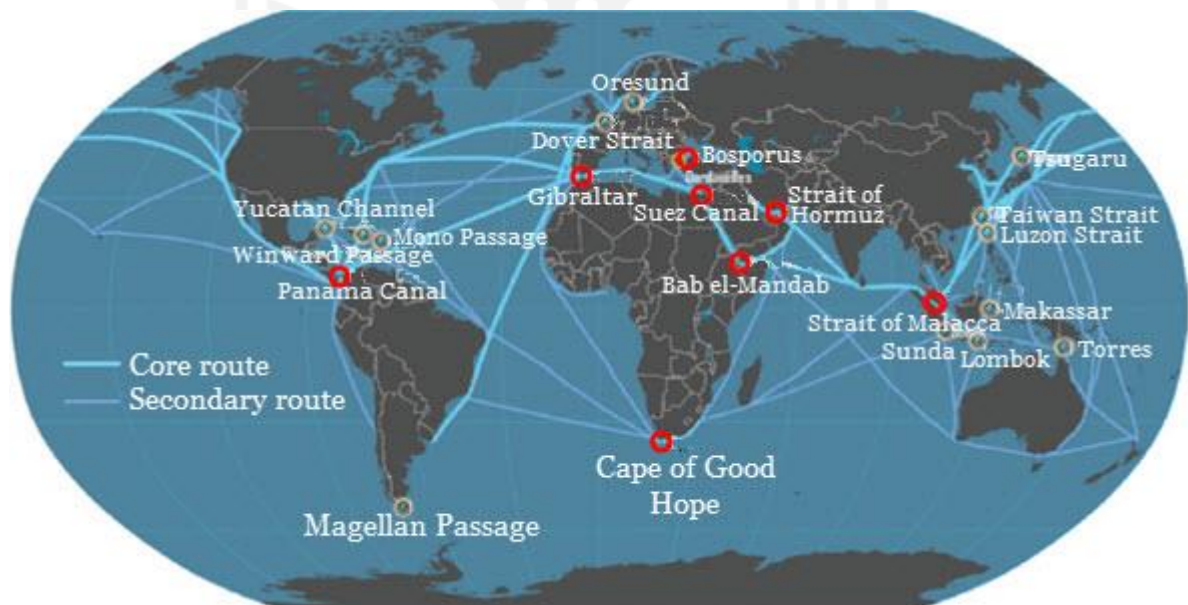 Oresund
Dover Strait
Bosporus
Gibraltar
Suez Canal
Strait of
Hormuz
Tsugaru
Yucatan Channel
Mono Passage
Winward Passage
Panama Canal
Taiwan Strait
Luzon Strait
Bab el-Mandab
Makassar
Strait of Malacca
Sunda
Lombok
Torres
Core route
Secondary route
Cape of Good
Hope
Magellan Passage